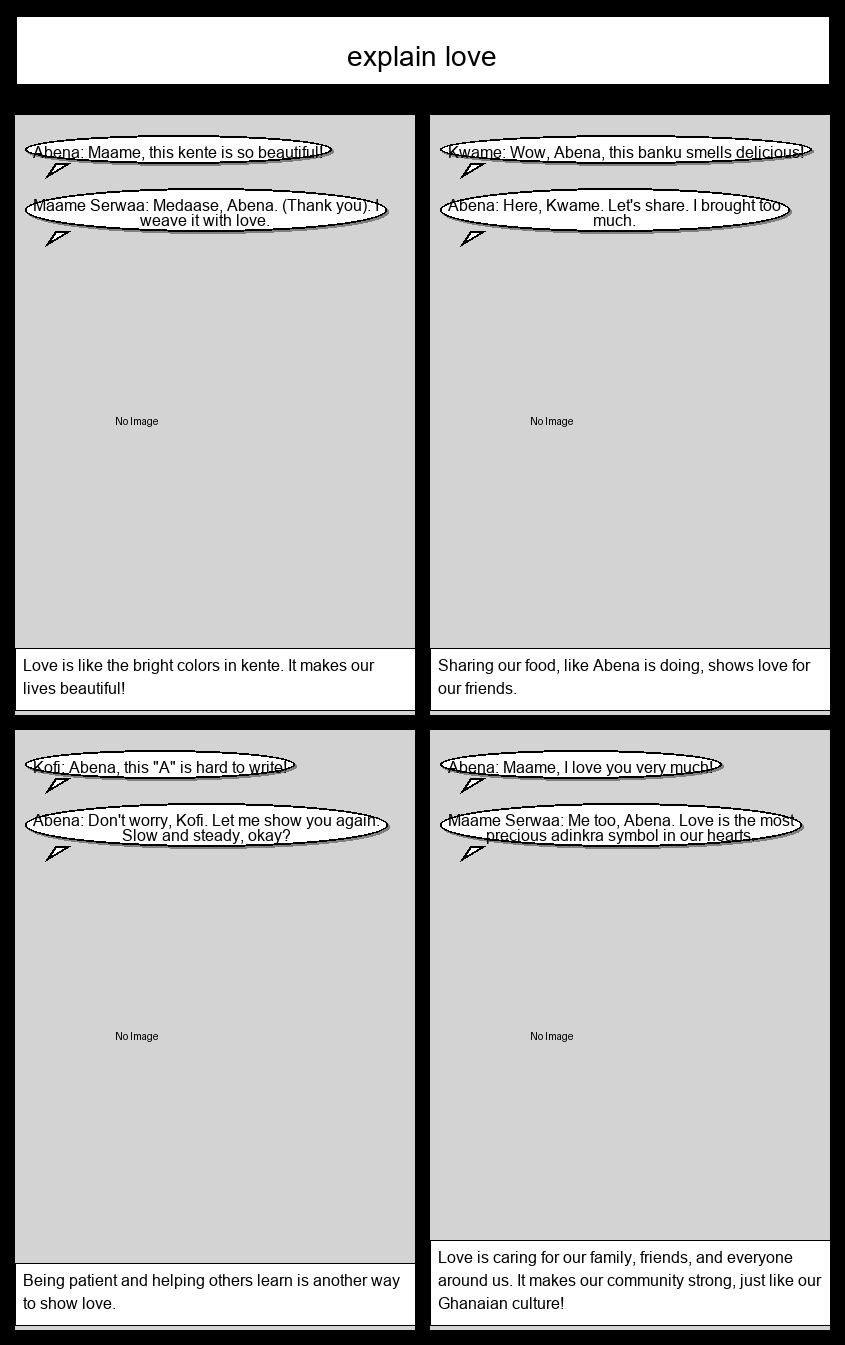 explain love
Abena: Maame, this kente is so beautiful!
Maame Serwaa: Medaase, Abena. (Thank you). I
weave it with love.
No Image
Love is like the bright colors in kente. It makes our
lives beautiful!
Kwame: Wow, Abena, this banku smells delicious!
Abena: Here, Kwame. Let's share. I brought too
much.
No Image
Sharing our food, like Abena is doing, shows love for
our friends.
Kofi: Abena, this "A" is hard to write!
Abena: Don't worry, Kofi. Let me show you again.
Slow and steady, okay?
No Image
Being patient and helping others learn is another way
to show love.
Abena: Maame, I love you very much!
Maame Serwaa: Me too, Abena. Love is the most
precious adinkra symbol in our hearts.
No Image
Love is caring for our family, friends, and everyone
around us. It makes our community strong, just like our
Ghanaian culture!